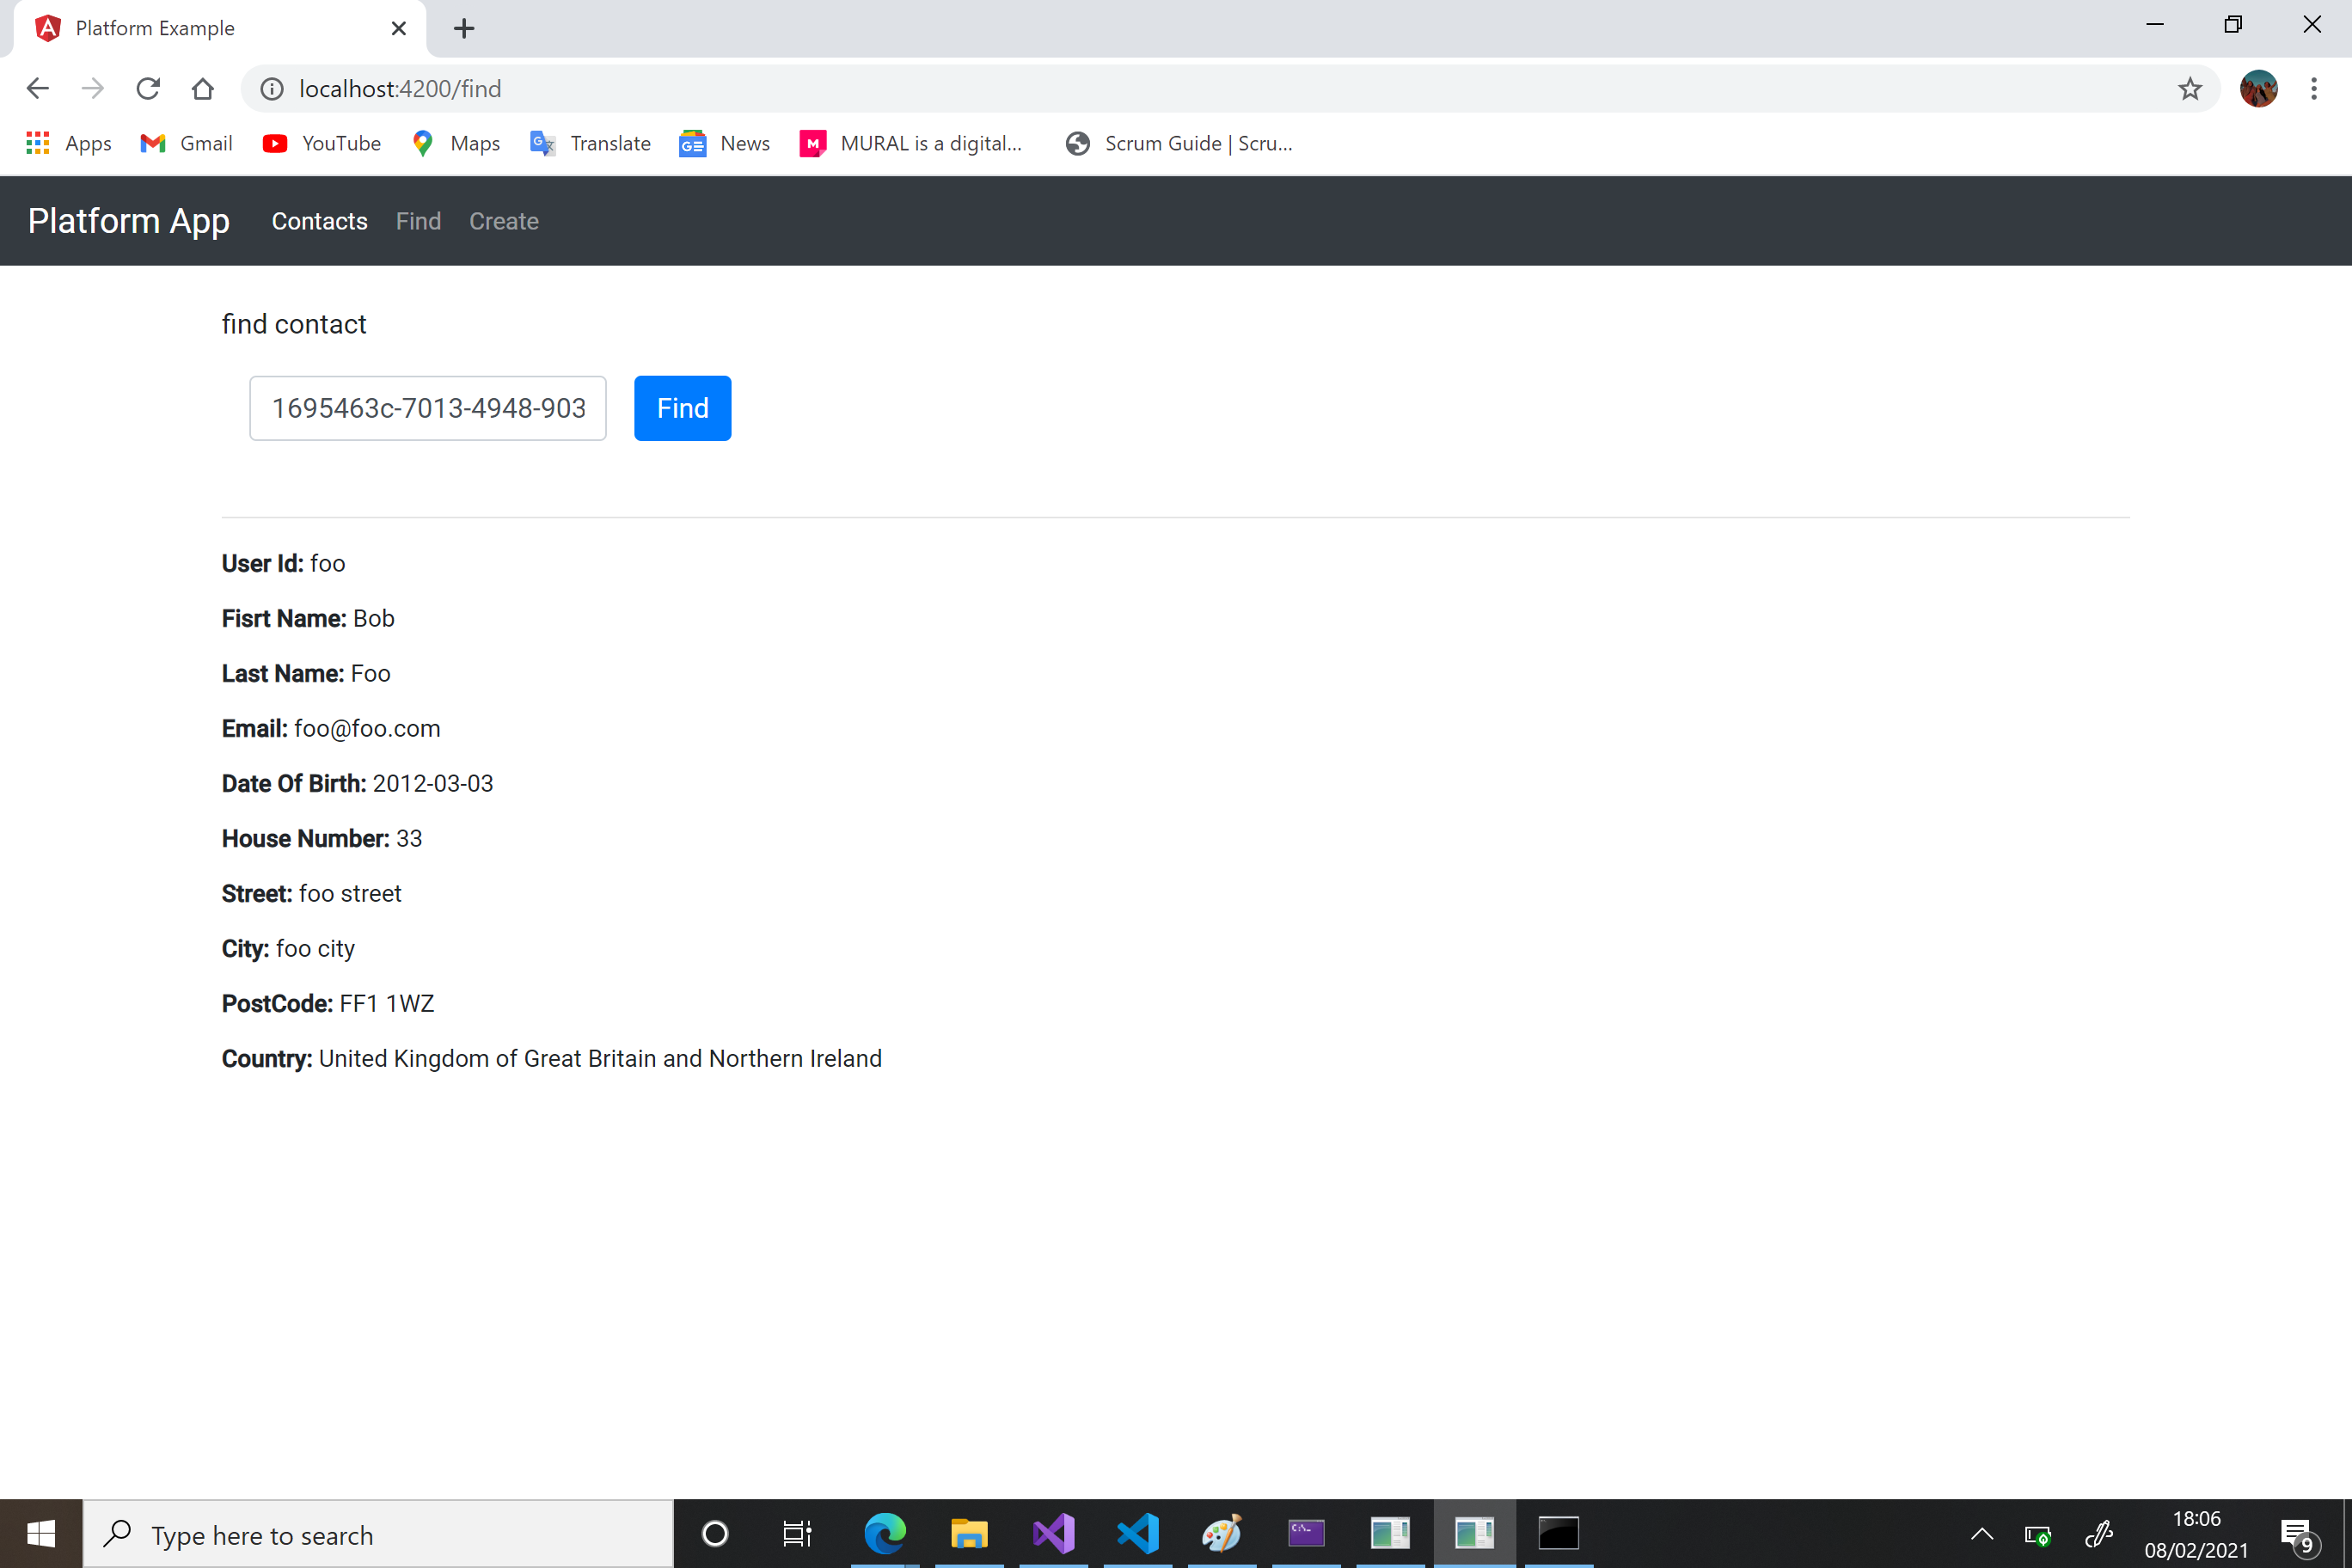 Platform Example
localhost:4200/find
Apps Gmail YouTube Maps Translate News MURAL is a digital... Scrum Guide | Scru...
Platform App Contacts Find Create
find contact
1695463c-7013-4948-903 Find
User Id: foo
Fisrt Name: Bob
Last Name: Foo
Email: foo@foo.com
Date Of Birth: 2012-03-03
House Number: 33
Street: foo street
City: foo city
PostCode: FF1 1WZ
Country: United Kingdom of Great Britain and Northern Ireland
Type here to search
18:06
08/02/2021
9